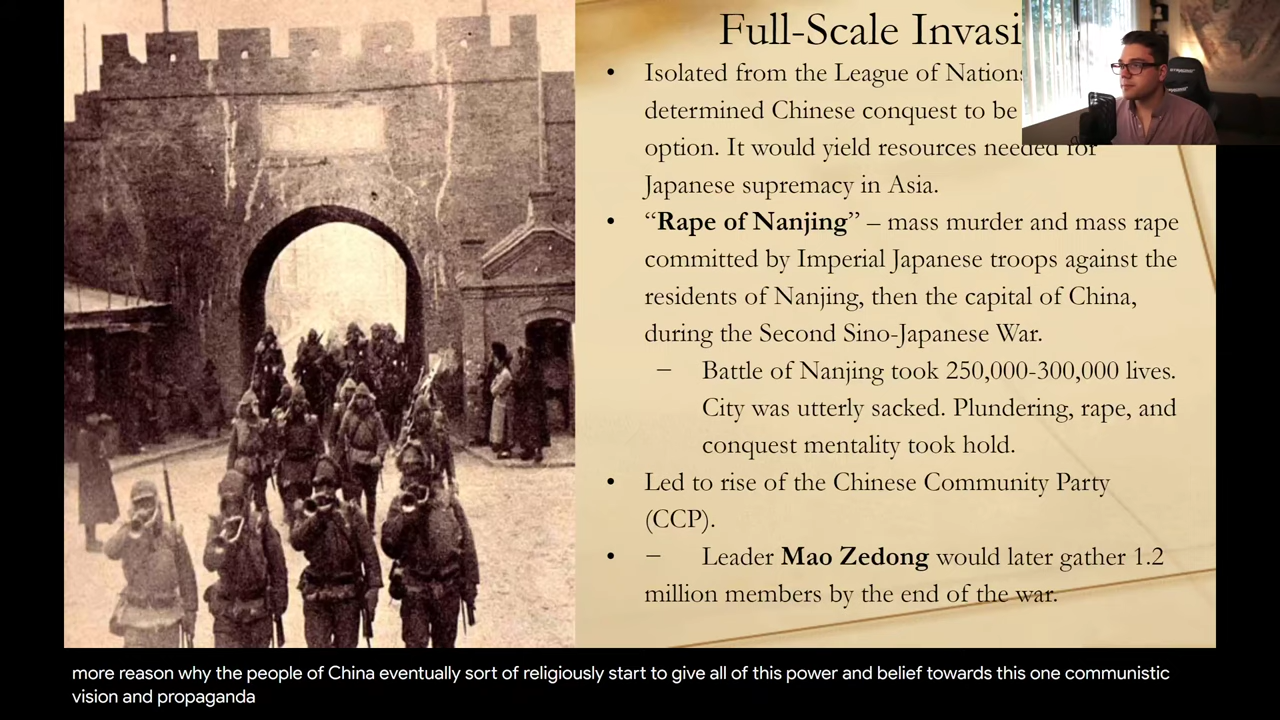 Full-Scale Invasi
• Isolated from the League of Nations
determined Chinese conquest to be
option. It would yield resources needed for
Japanese supremacy in Asia.
• “Rape of Nanjing” – mass murder and mass rape
committed by Imperial Japanese troops against the
residents of Nanjing, then the capital of China,
during the Second Sino-Japanese War.
– Battle of Nanjing took 250,000-300,000 lives.
City was utterly sacked. Plundering, rape, and
conquest mentality took hold.
• Led to rise of the Chinese Community Party
(CCP).
• – Leader Mao Zedong would later gather 1.2
million members by the end of the war.
more reason why the people of China eventually sort of religiously start to give all of this power and belief towards this one communistic
vision and propaganda